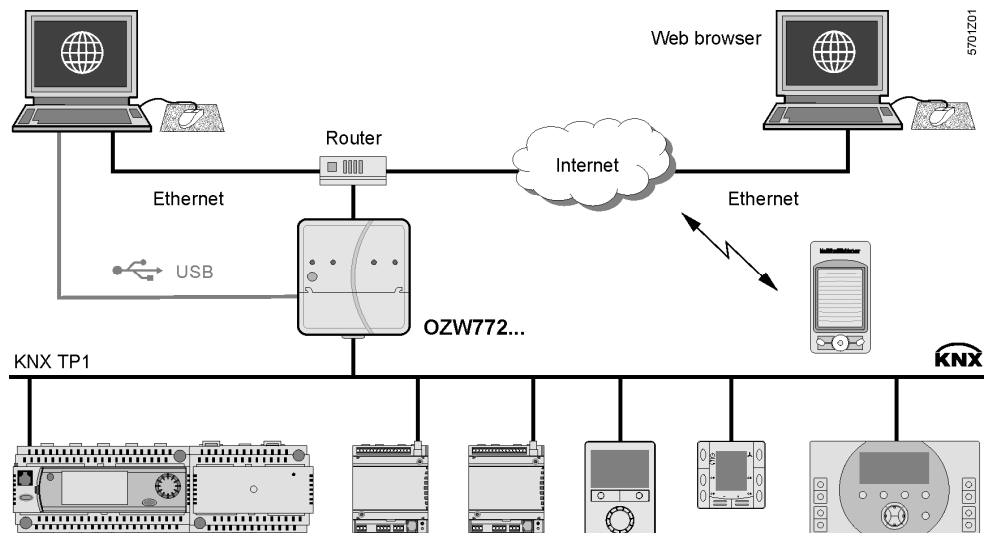 Web browser
5701Z01
Router
Internet
Ethernet
Ethernet
USB
OZW772...
KNX TP1
KNX